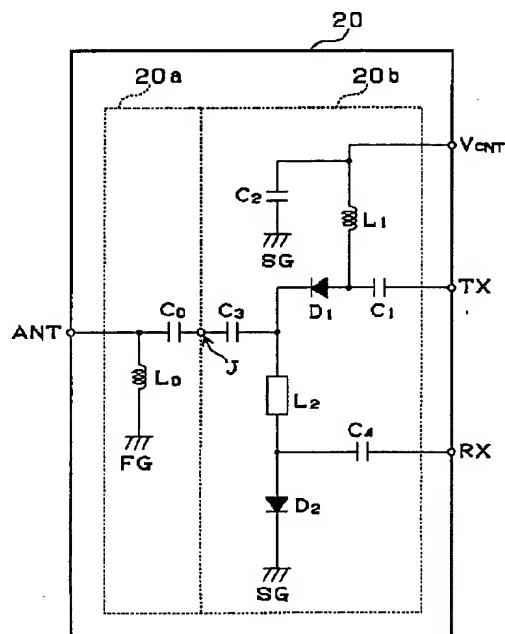 20
20a
20b
VCNT
C2
L1
SG
TX
D1
C1
C0
C3
ANT
J
L0
L2
C4
RX
FG
D2
SG